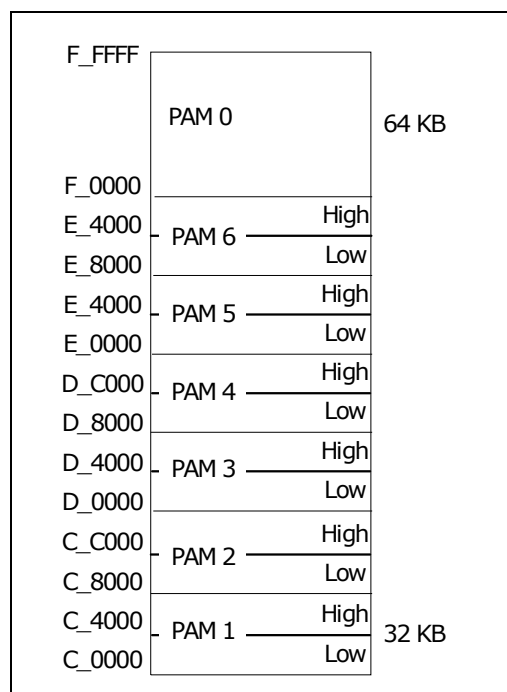 F_FFFF
PAM 0
64 KB
F_0000
High
E_4000
PAM 6
Low
E_8000
High
E_4000
PAM 5
Low
E_0000
High
D_C000
PAM 4
Low
D_8000
High
D_4000
PAM 3
Low
D_0000
High
C_C000
PAM 2
Low
C_8000
High
C_4000
PAM 1
32 KB
Low
C_0000